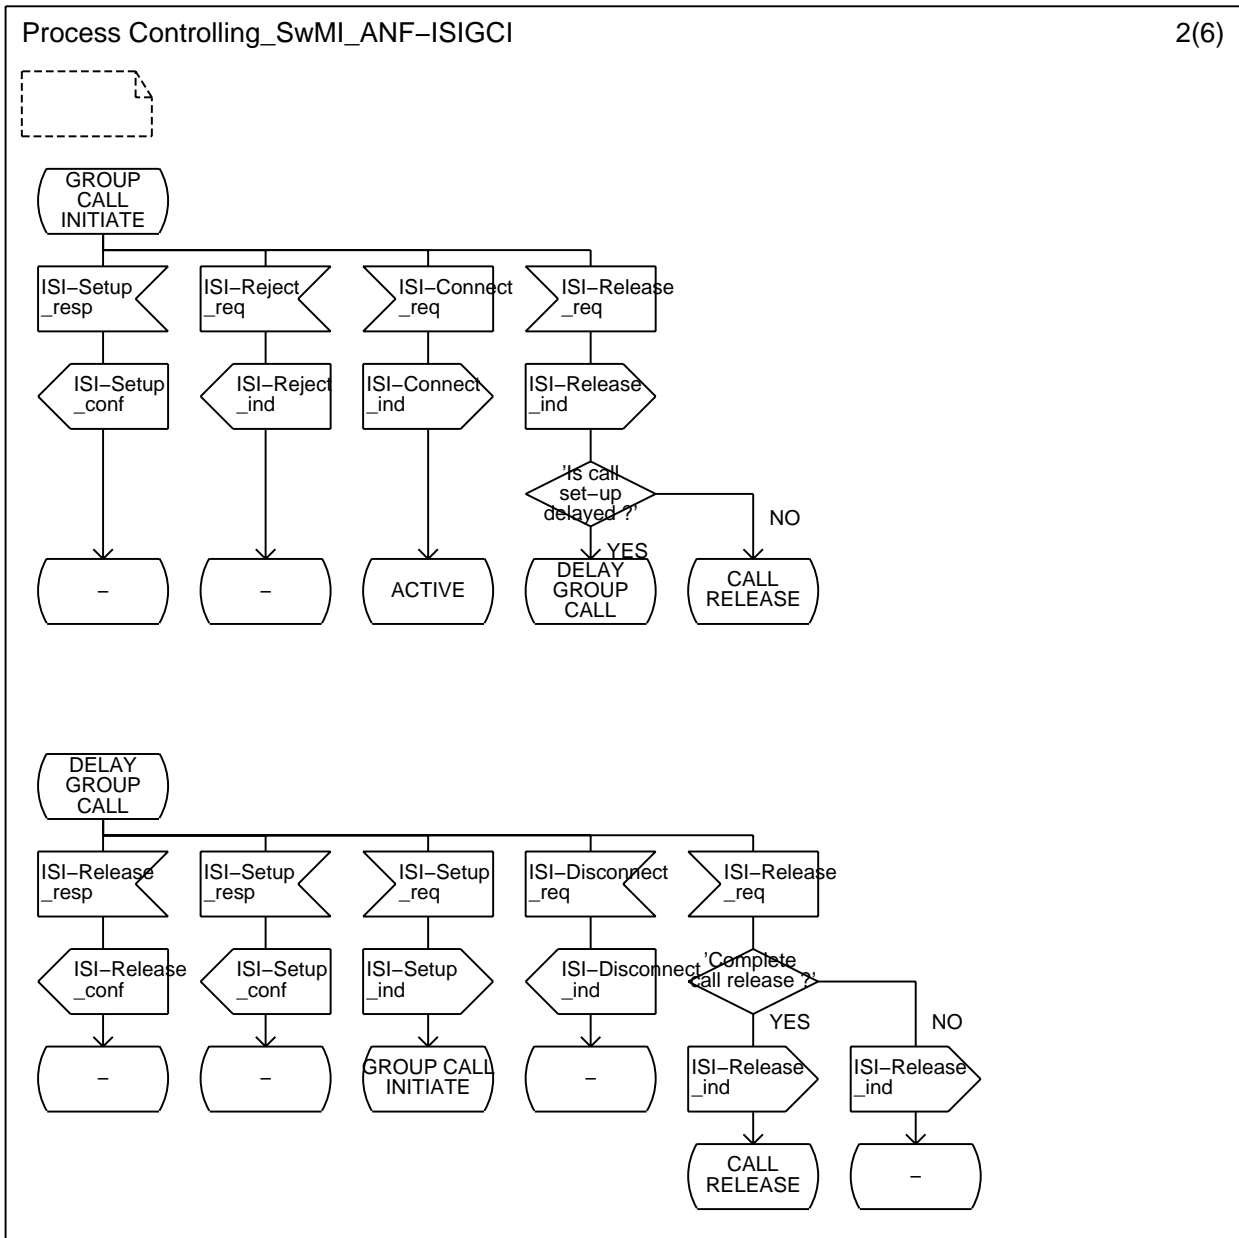 Process Controlling_SwMI_ANF−ISIGCI
2(6)
GROUP
CALL
INITIATE
ISI−Setup
_resp
ISI−Reject
_req
ISI−Connect
_req
ISI−Release
_req
ISI−Setup
_conf
ISI−Reject
_ind
ISI−Connect
_ind
ISI−Release
_ind
'Is call
set−up
delayed ?'
NO
YES
−
−
ACTIVE
DELAY
GROUP
CALL
CALL
RELEASE
DELAY
GROUP
CALL
ISI−Release
_resp
ISI−Setup
_resp
ISI−Setup
_req
ISI−Disconnect
_req
ISI−Release
_req
ISI−Release
_conf
ISI−Setup
_conf
ISI−Setup
_ind
ISI−Disconnect
_ind
'Complete
call release ?'
YES
NO
−
−
GROUP CALL
INITIATE
−
ISI−Release
_ind
ISI−Release
_ind
CALL
RELEASE
−